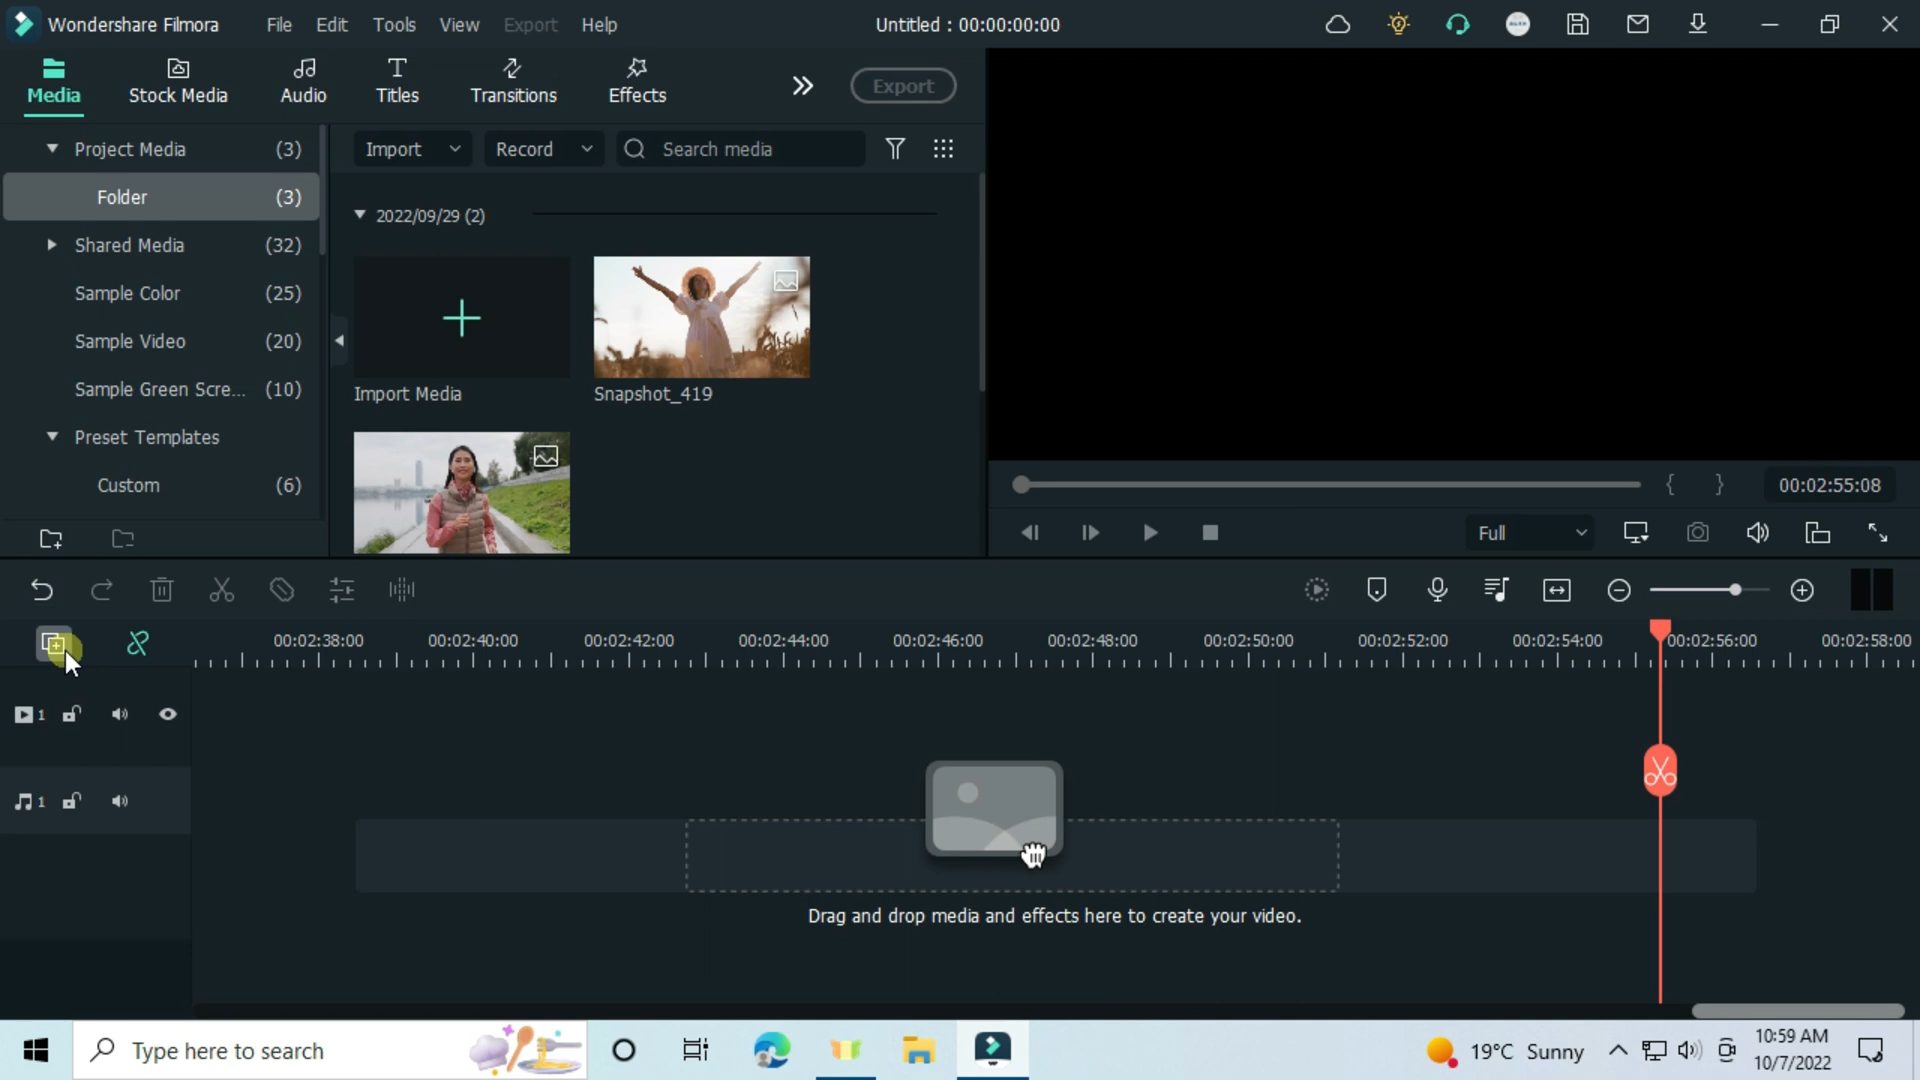 Wondershare Filmora File Edit Tools View Export Help Untitled : 00:00:00:00
Media Stock Media Audio Titles Transitions Effects Export
Project Media (3)
Folder (3)
Shared Media (32)
Sample Color (25)
Sample Video (20)
Sample Green Scre... (10)
Preset Templates
Custom (6)
Import Record Search media
2022/09/29 (2)
Import Media Snapshot_419
{ } 00:02:55:08
Full
00:02:38:00 00:02:40:00 00:02:42:00 00:02:44:00 00:02:46:00 00:02:48:00 00:02:50:00 00:02:52:00 00:02:54:00 00:02:56:00 00:02:58:00
1
1
Drag and drop media and effects here to create your video.
Type here to search 19°C Sunny 10:59 AM
10/7/2022